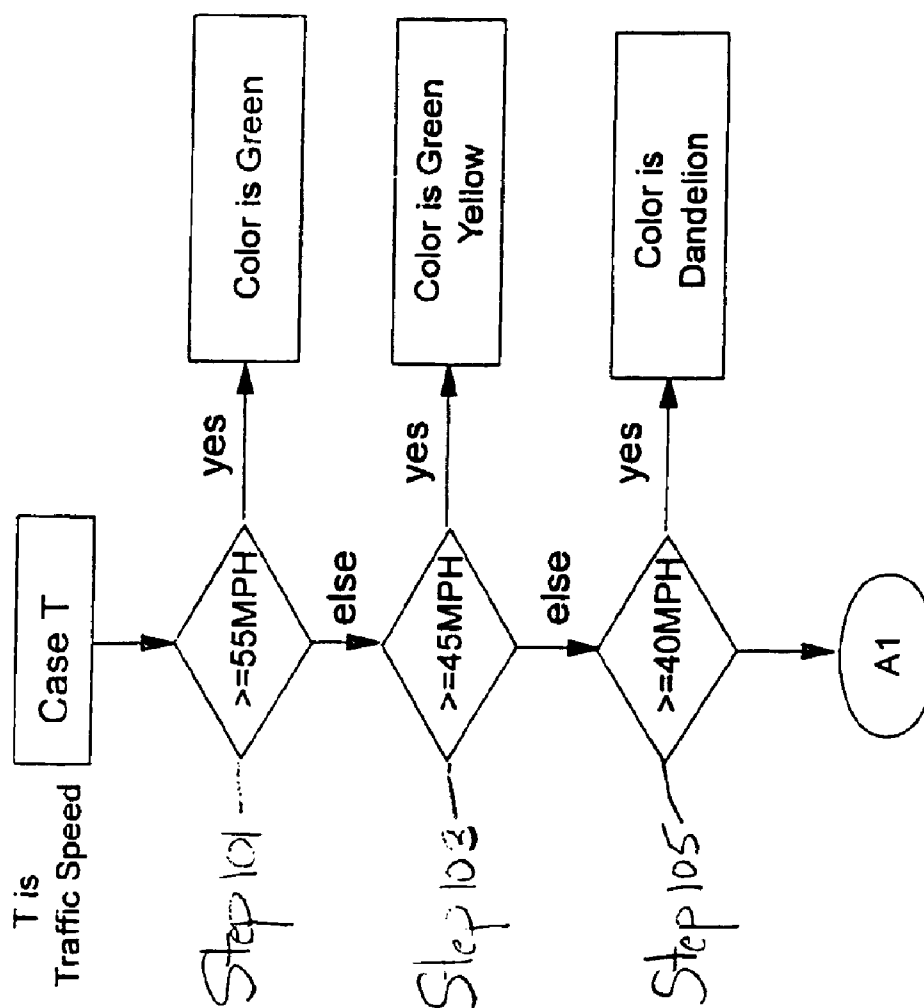 T is
Traffic Speed
Case T
Step 101
>=55MPH
yes
Color is Green
else
Step 103
>=45MPH
yes
Color is Green
Yellow
else
Step 105
>=40MPH
yes
Color is
Dandelion
A1